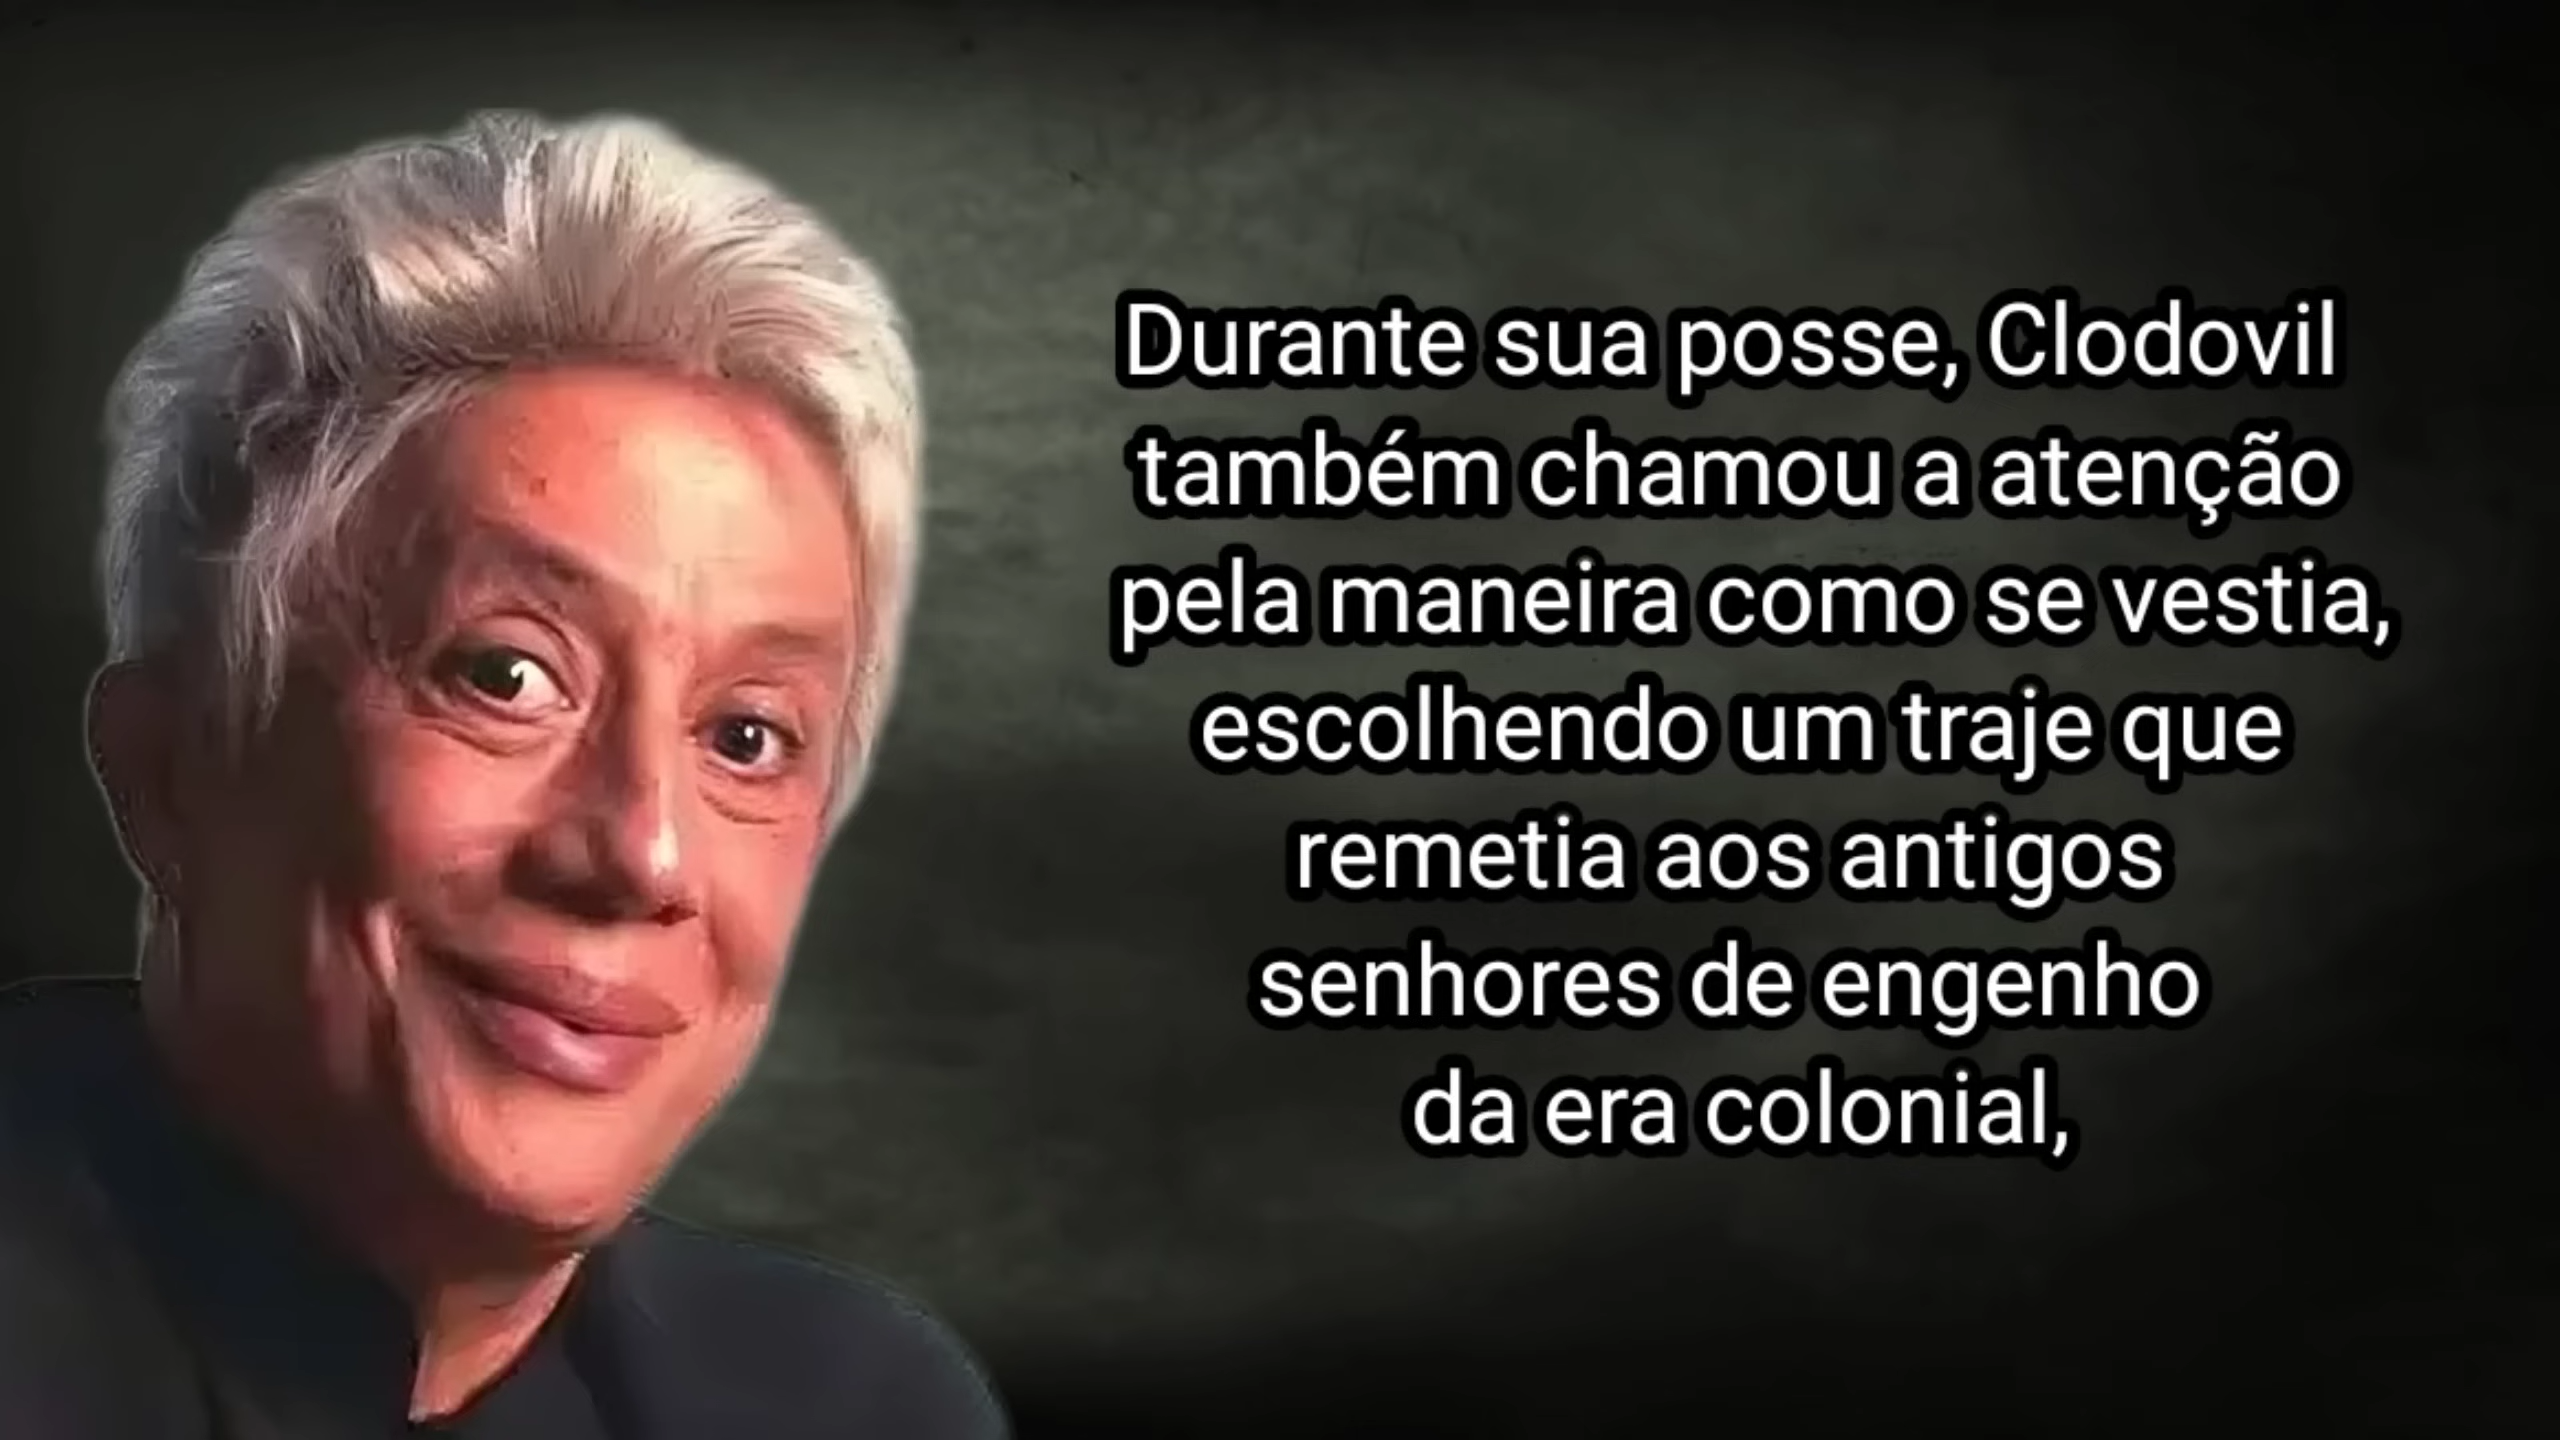 Durante sua posse, Clodovil
também chamou a atenção
pela maneira como se vestia,
escolhendo um traje que
remetia aos antigos
senhores de engenho
da era colonial,